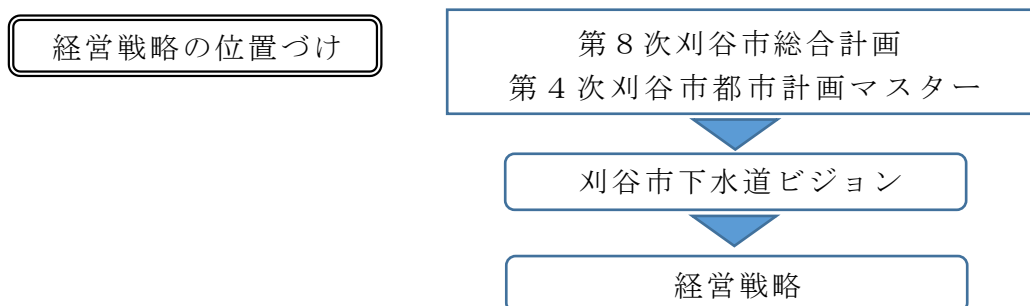 経営戦略の位置づけ
第８次刈谷市総合計画
第４次刈谷市都市計画マスター
刈谷市下水道ビジョン
経営戦略